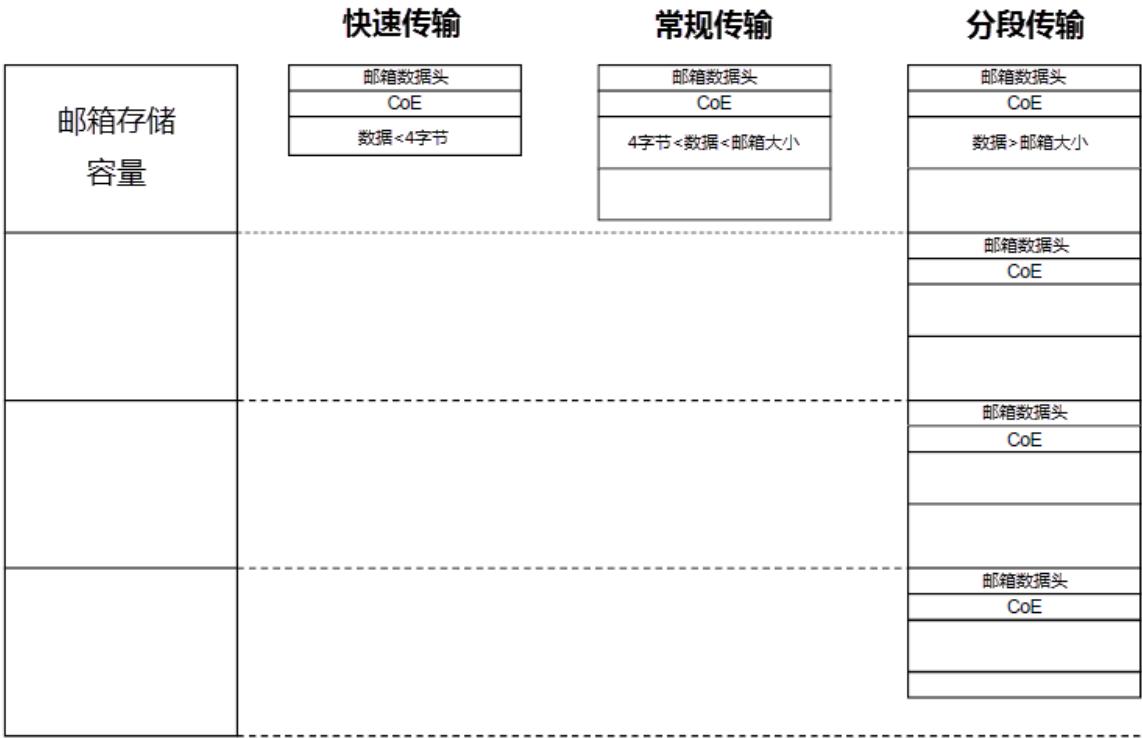 快速传输
常规传输
分段传输
邮箱存储
容量
邮箱数据头
CoE
数据<4字节
邮箱数据头
CoE
4字节<数据<邮箱大小
邮箱数据头
CoE
数据>邮箱大小
邮箱数据头
CoE
邮箱数据头
CoE
邮箱数据头
CoE